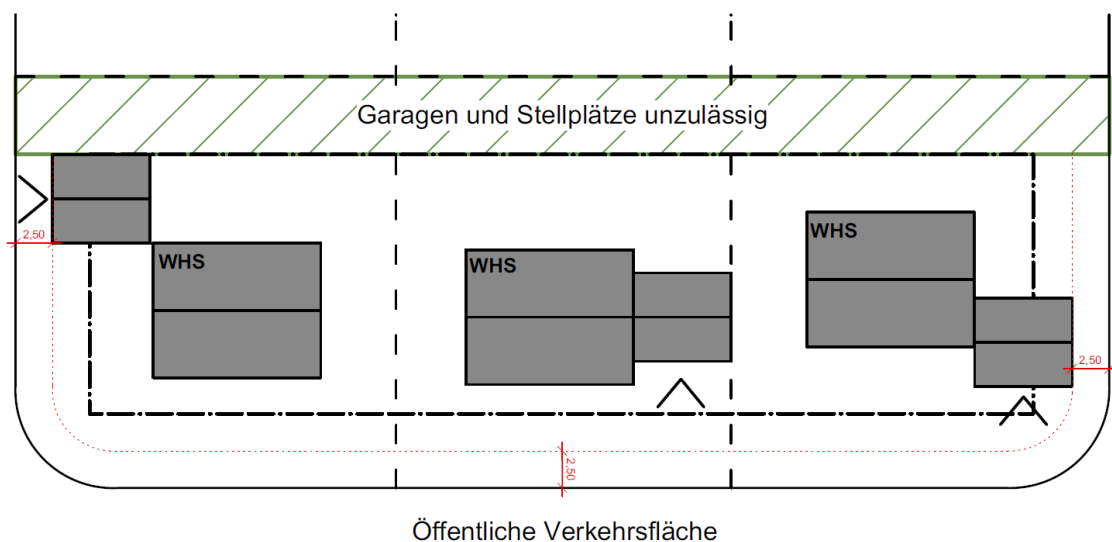 Garagen und Stellplätze unzulässig
WHS
2,50
WHS
WHS
2,50
2,50
Öffentliche Verkehrsfläche